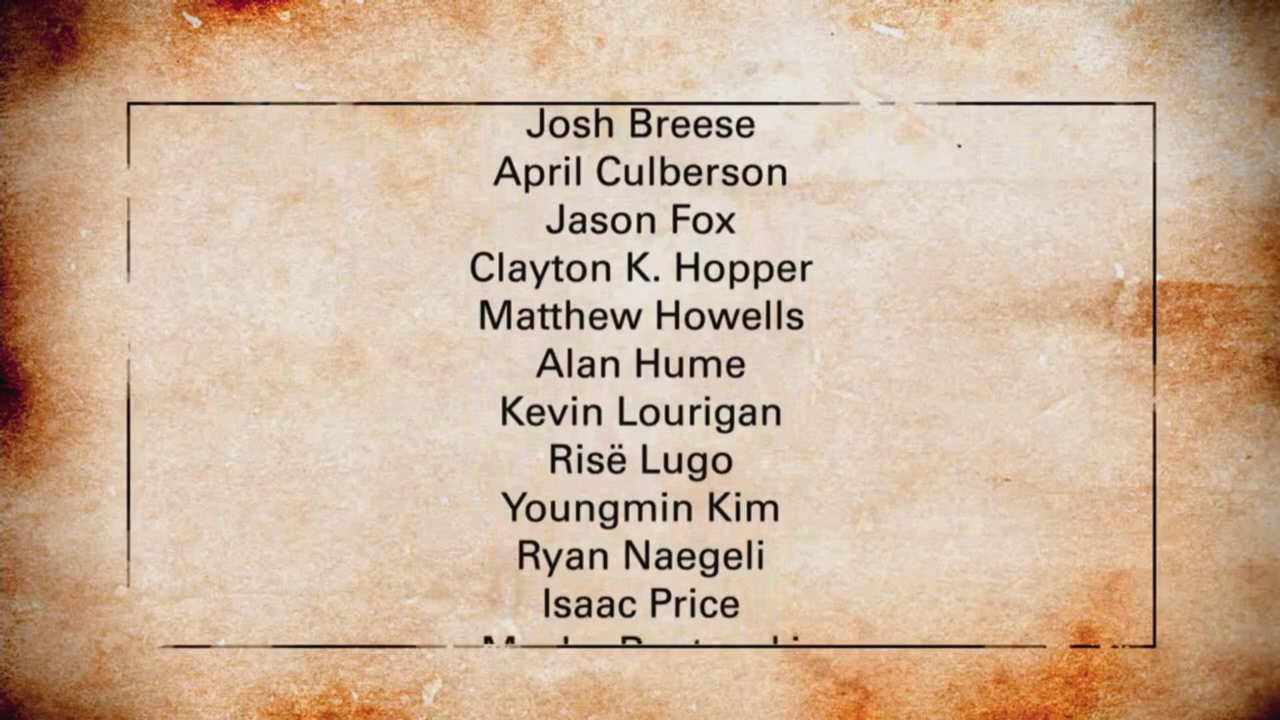 Josh Breese
April Culberson
Jason Fox
Clayton K. Hopper
Matthew Howells
Alan Hume
Kevin Lourigan
Risë Lugo
Youngmin Kim
Ryan Naegeli
Isaac Price